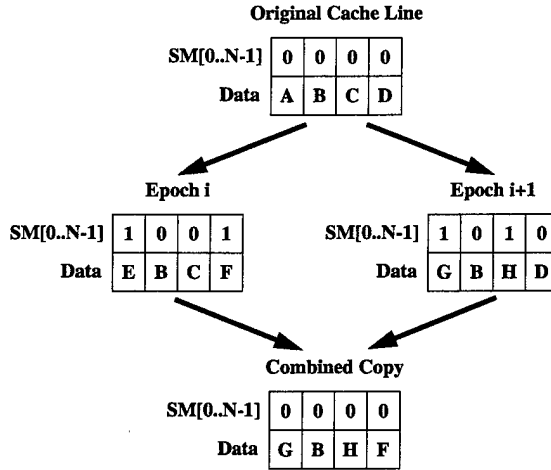 Original Cache Line
SM[0..N-1] 0 0 0 0
Data A B C D
Epoch i Epoch i+1
SM[0..N-1] 1 0 0 1 SM[0..N-1] 1 0 1 0
Data E B C F Data G B H D
Combined Copy
SM[0..N-1] 0 0 0 0
Data G B H F